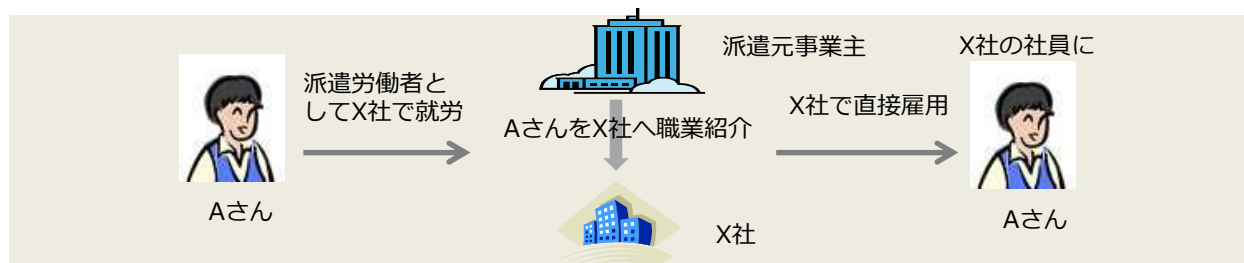 派遣元事業主
X社の社員に
派遣労働者と
してX社で就労
X社で直接雇用
AさんをX社へ職業紹介
Aさん
X社
Aさん